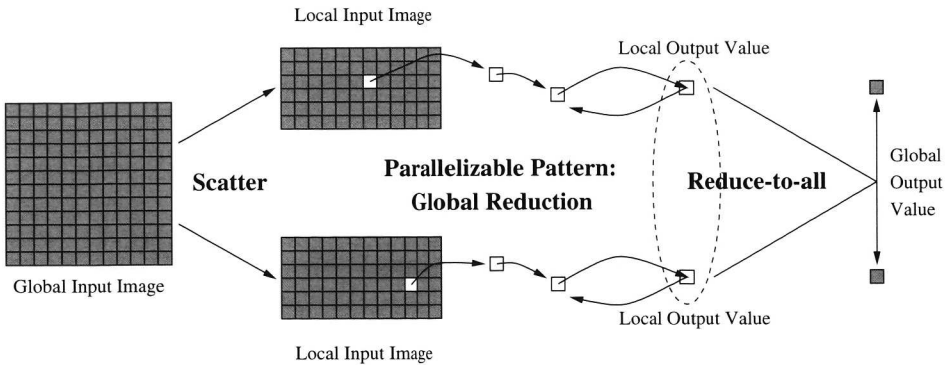 Local Input Image
Local Output Value
Scatter
Parallelizable Pattern:
Global Reduction
Reduce-to-all
Global
Output
Value
Global Input Image
Local Output Value
Local Input Image